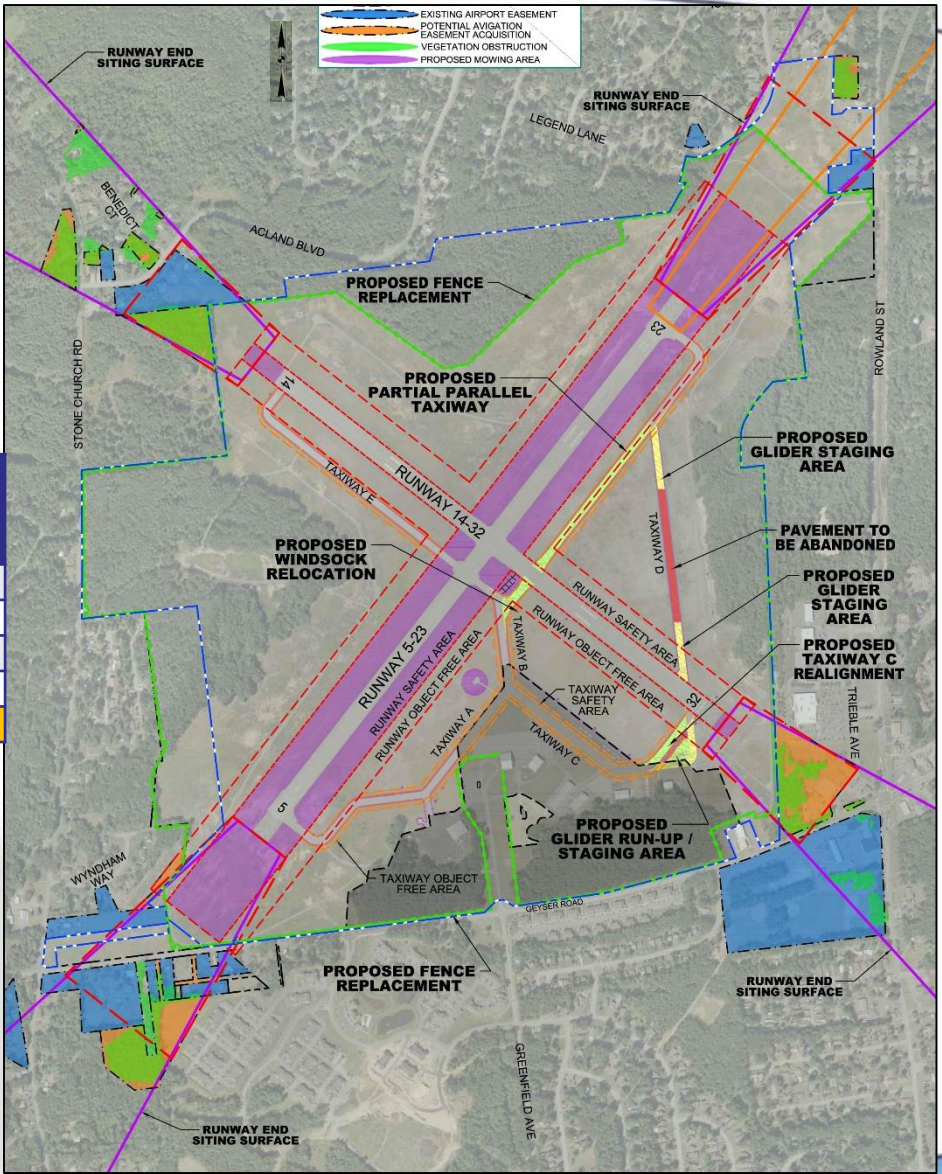 EXISTING AIRPORT EASEMENT
POTENTIAL AVIGATION
EASEMENT ACQUISITION
VEGETATION OBSTRUCTION
PROPOSED MOWING AREA
RUNWAY END
SITING SURFACE
RUNWAY END
SITING SURFACE
LEGEND LANE
BENEDICT
CT
ACLAND BLVD
PROPOSED FENCE
REPLACEMENT
STONE CHURCH RD
ROWLAND ST
23
14
PROPOSED
PARTIAL PARALLEL
TAXIWAY
PROPOSED
GLIDER STAGING
AREA
TAXIWAY E
RUNWAY 14-32
TAXIWAY D
PAVEMENT TO
BE ABANDONED
PROPOSED
WINDSOCK
RELOCATION
PROPOSED
GLIDER
STAGING
AREA
RUNWAY SAFETY AREA
RUNWAY OBJECT FREE AREA
PROPOSED
TAXIWAY C
REALIGNMENT
RUNWAY 5-23
RUNWAY SAFETY AREA
RUNWAY OBJECT FREE AREA
TAXIWAY B
TAXIWAY
SAFETY
AREA
32
TRIEBLE AVE
TAXIWAY A
TAXIWAY C
5
PROPOSED
GLIDER RUN-UP /
STAGING AREA
WYNDHAM
WAY
TAXIWAY OBJECT
FREE AREA
GEYSER ROAD
PROPOSED FENCE
REPLACEMENT
RUNWAY END
SITING SURFACE
GREENFIELD AVE
RUNWAY END
SITING SURFACE